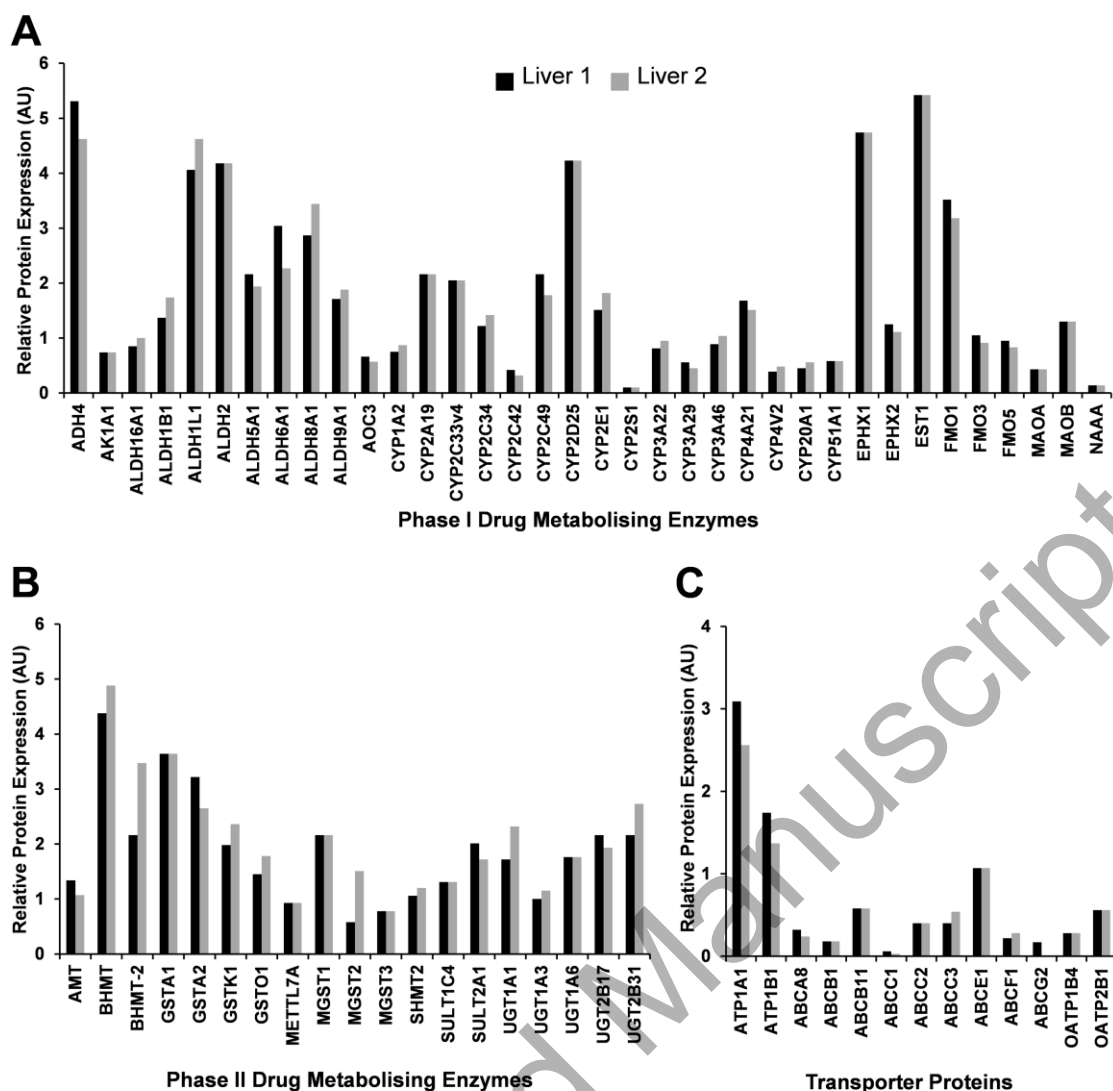 A
Relative Protein Expression (AU)
6
5
4
3
2
1
0
Liver 1 Liver 2
ADH4
AK1A1
ALDH16A1
ALDH1B1
ALDH1L1
ALDH2
ALDH5A1
ALDH6A1
ALDH8A1
ALDH9A1
AOC3
CYP1A2
CYP2A19
CYP2C33v4
CYP2C34
CYP2C42
CYP2C49
CYP2D25
CYP2E1
CYP2S1
CYP3A22
CYP3A29
CYP3A46
CYP4A21
CYP4V2
CYP20A1
CYP51A1
EPHX1
EPHX2
EST1
FMO1
FMO3
FMO5
MAOA
MAOB
NAAA
Phase I Drug Metabolising Enzymes
B
Relative Protein Expression (AU)
6
5
4
3
2
1
0
AMT
BHMT
BHMT-2
GSTA1
GSTA2
GSTK1
GSTO1
METTL7A
MGST1
MGST2
MGST3
SHMT2
SULT1C4
SULT2A1
UGT1A1
UGT1A3
UGT1A6
UGT2B17
UGT2B31
Phase II Drug Metabolising Enzymes
C
Relative Protein Expression (AU)
4
3
2
1
0
ATP1A1
ATP1B1
ABCA8
ABCB1
ABCB11
ABCC1
ABCC2
ABCC3
ABCE1
ABCF1
ABCG2
OATP1B4
OATP2B1
Transporter Proteins
d Manuscript